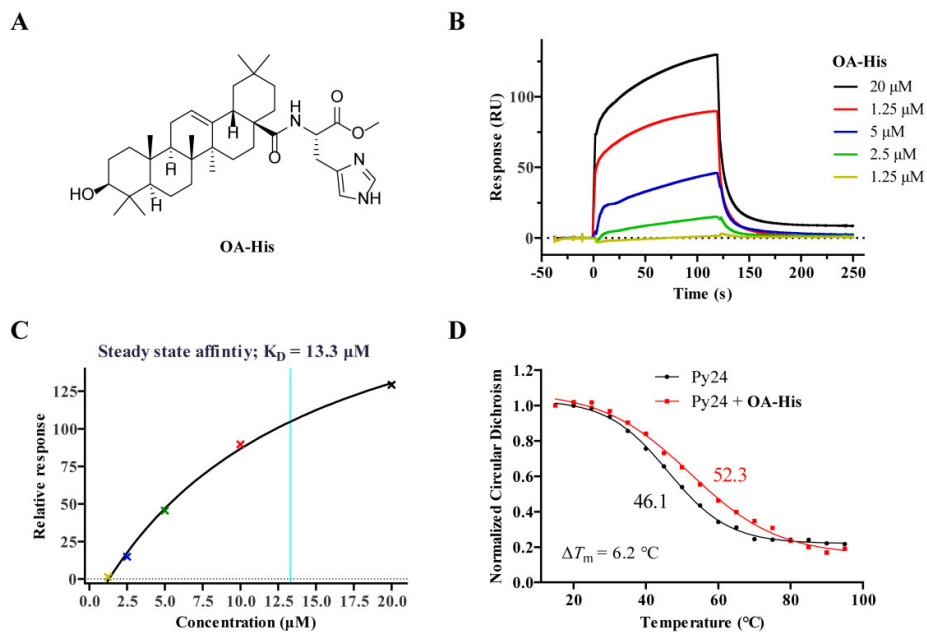 A
HO
H
H
H
N
O
O
O
N
NH
OA-His
B
OA-His
20 μM
1.25 μM
5 μM
2.5 μM
1.25 μM
Response (RU)
100
50
0
-50 0 50 100 150 200 250
Time (s)
C
Steady state affintiy; KD = 13.3 μM
Relative response
125
100
75
50
25
0
0.0 2.5 5.0 7.5 10.0 12.5 15.0 17.5 20.0
Concentration (μM)
D
Py24
Py24 + OA-His
Normalized Circular Dichroism
1.2
1.0
0.8
0.6
0.4
0.2
0.0
52.3
46.1
ΔTm = 6.2 °C
20 40 60 80 100
Temperature (°C)